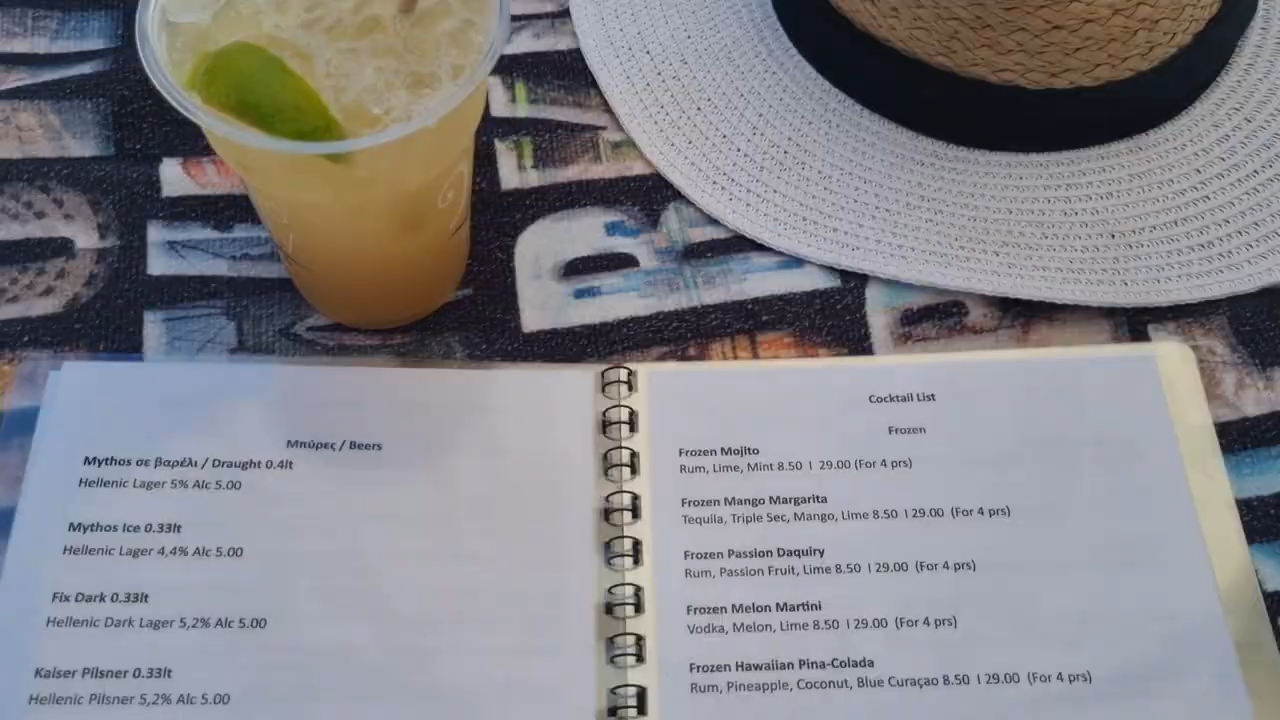 Μπύρες / Beers
Mythos σε βαρέλι / Draught 0.4lt
Hellenic Lager 5% Alc 5.00
Mythos Ice 0.33lt
Hellenic Lager 4,4% Alc 5.00
Fix Dark 0.33lt
Hellenic Dark Lager 5,2% Alc 5.00
Kaiser Pilsner 0.33lt
Hellenic Pilsner 5,2% Alc 5.00
Cocktail List
Frozen
Frozen Mojito
Rum, Lime, Mint 8.50 I 29.00 (For 4 prs)
Frozen Mango Margarita
Tequila, Triple Sec, Mango, Lime 8.50 I 29.00 (For 4 prs)
Frozen Passion Daquiry
Rum, Passion Fruit, Lime 8.50 I 29.00 (For 4 prs)
Frozen Melon Martini
Vodka, Melon, Lime 8.50 I 29.00 (For 4 prs)
Frozen Hawaiian Pina-Colada
Rum, Pineapple, Coconut, Blue Curaçao 8.50 I 29.00 (For 4 prs)